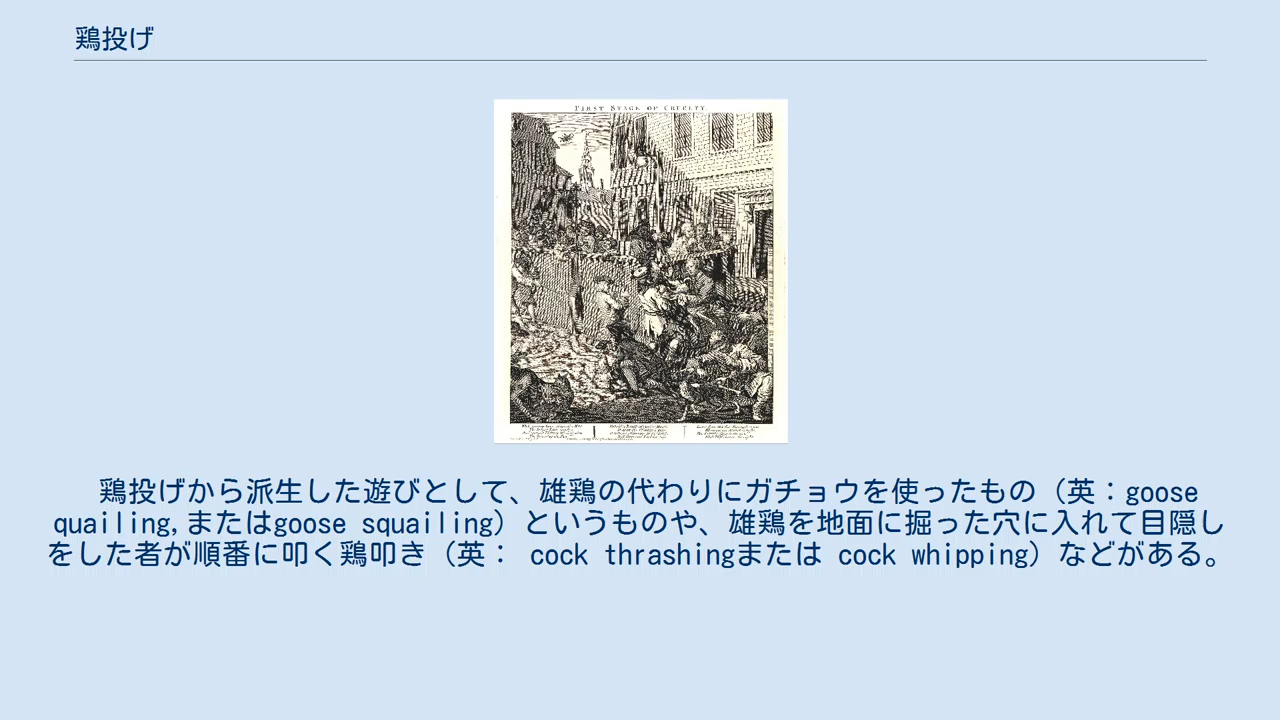 鶏投げ
FIRST STAGE OF CRUELTY.
鶏投げから派生した遊びとして、雄鶏の代わりにガチョウを使ったもの（英：goose
quailing,またはgoose squailing）というものや、雄鶏を地面に掘った穴に入れて目隠し
をした者が順番に叩く鶏叩き（英： cock thrashingまたは cock whipping）などがある。